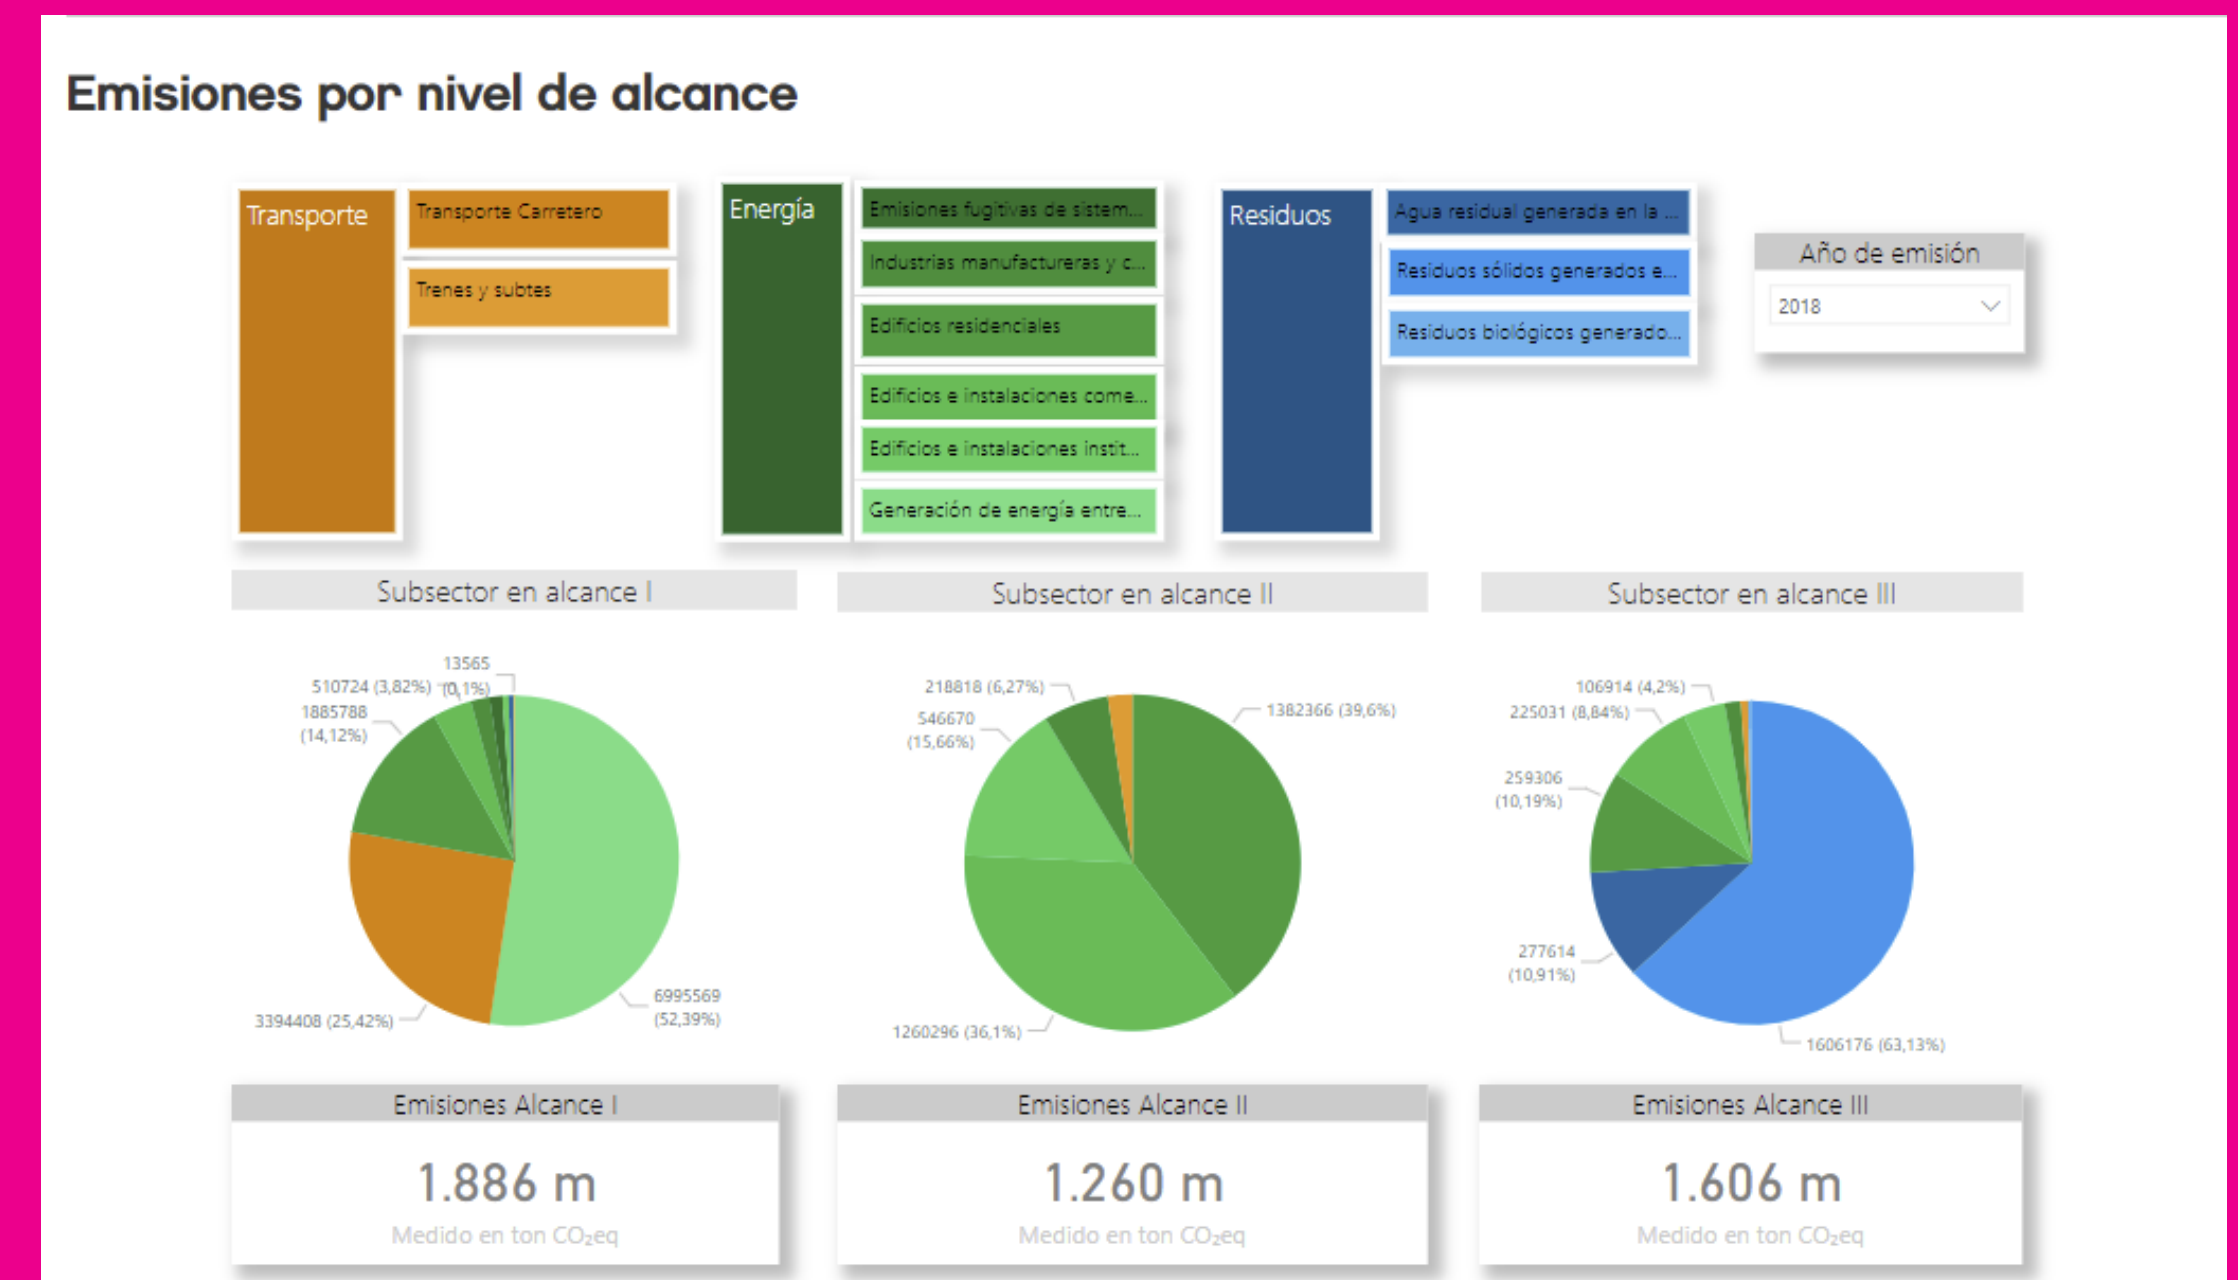 Emisiones por nivel de alcance
Transporte
Transporte Carretero
Trenes y subtes
Energía
Emisiones fugitivas de sistem...
Industrias manufactureras y c...
Edificios residenciales
Edificios e instalaciones come...
Edificios e instalaciones instit...
Generación de energía entre...
Residuos
Agua residual generada en la ...
Residuos sólidos generados e...
Residuos biológicos generado...
Año de emisión
2018
Subsector en alcance I
13565
(0,1%)
510724 (3,82%)
1885788
(14,12%)
3394408 (25,42%)
6995569
(52,39%)
Subsector en alcance II
218818 (6,27%)
546670
(15,66%)
1382366 (39,6%)
1260296 (36,1%)
Subsector en alcance III
106914 (4,2%)
225031 (8,84%)
259306
(10,19%)
277614
(10,91%)
1606176 (63,13%)
Emisiones Alcance I
1.886 m
Medido en ton CO₂eq
Emisiones Alcance II
1.260 m
Medido en ton CO₂eq
Emisiones Alcance III
1.606 m
Medido en ton CO₂eq